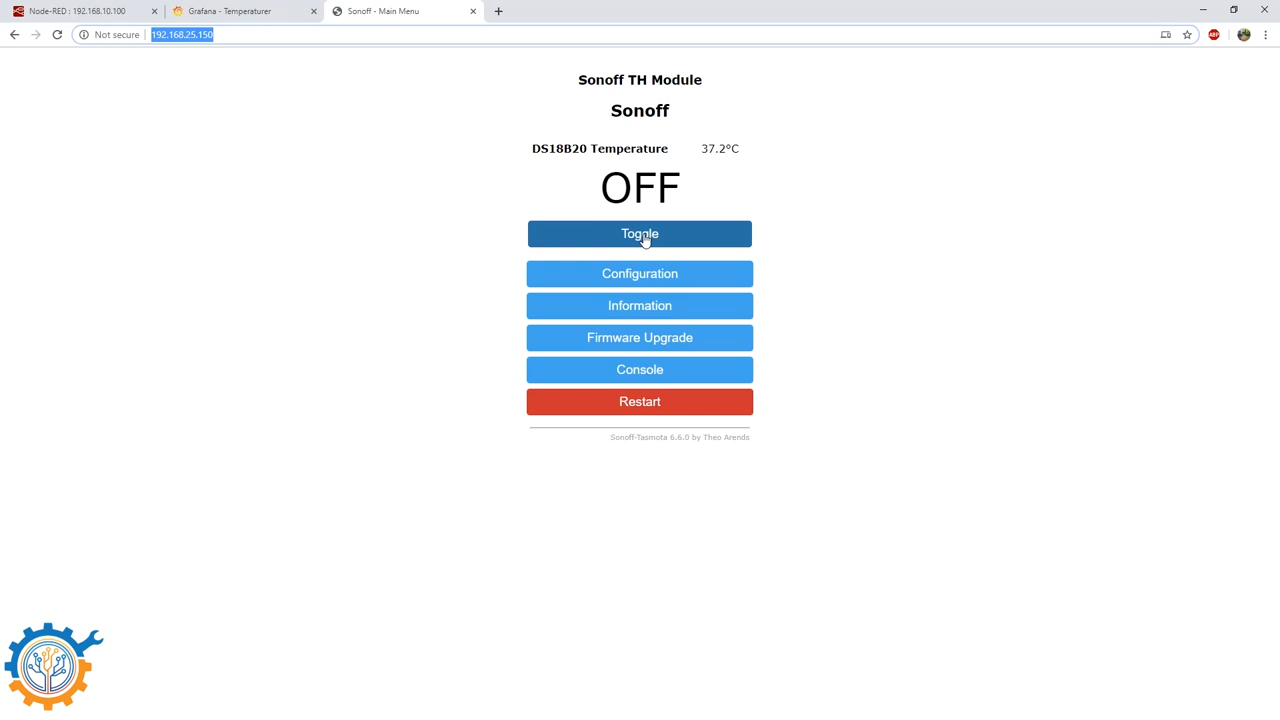 Node-RED : 192.168.10.100
Grafana - Temperaturer
Sonoff - Main Menu
Not secure
192.168.25.150
ABP
Sonoff TH Module
Sonoff
DS18B20 Temperature 37.2°C
OFF
Toggle
Configuration
Information
Firmware Upgrade
Console
Restart
Sonoff-Tasmota 6.6.0 by Theo Arends